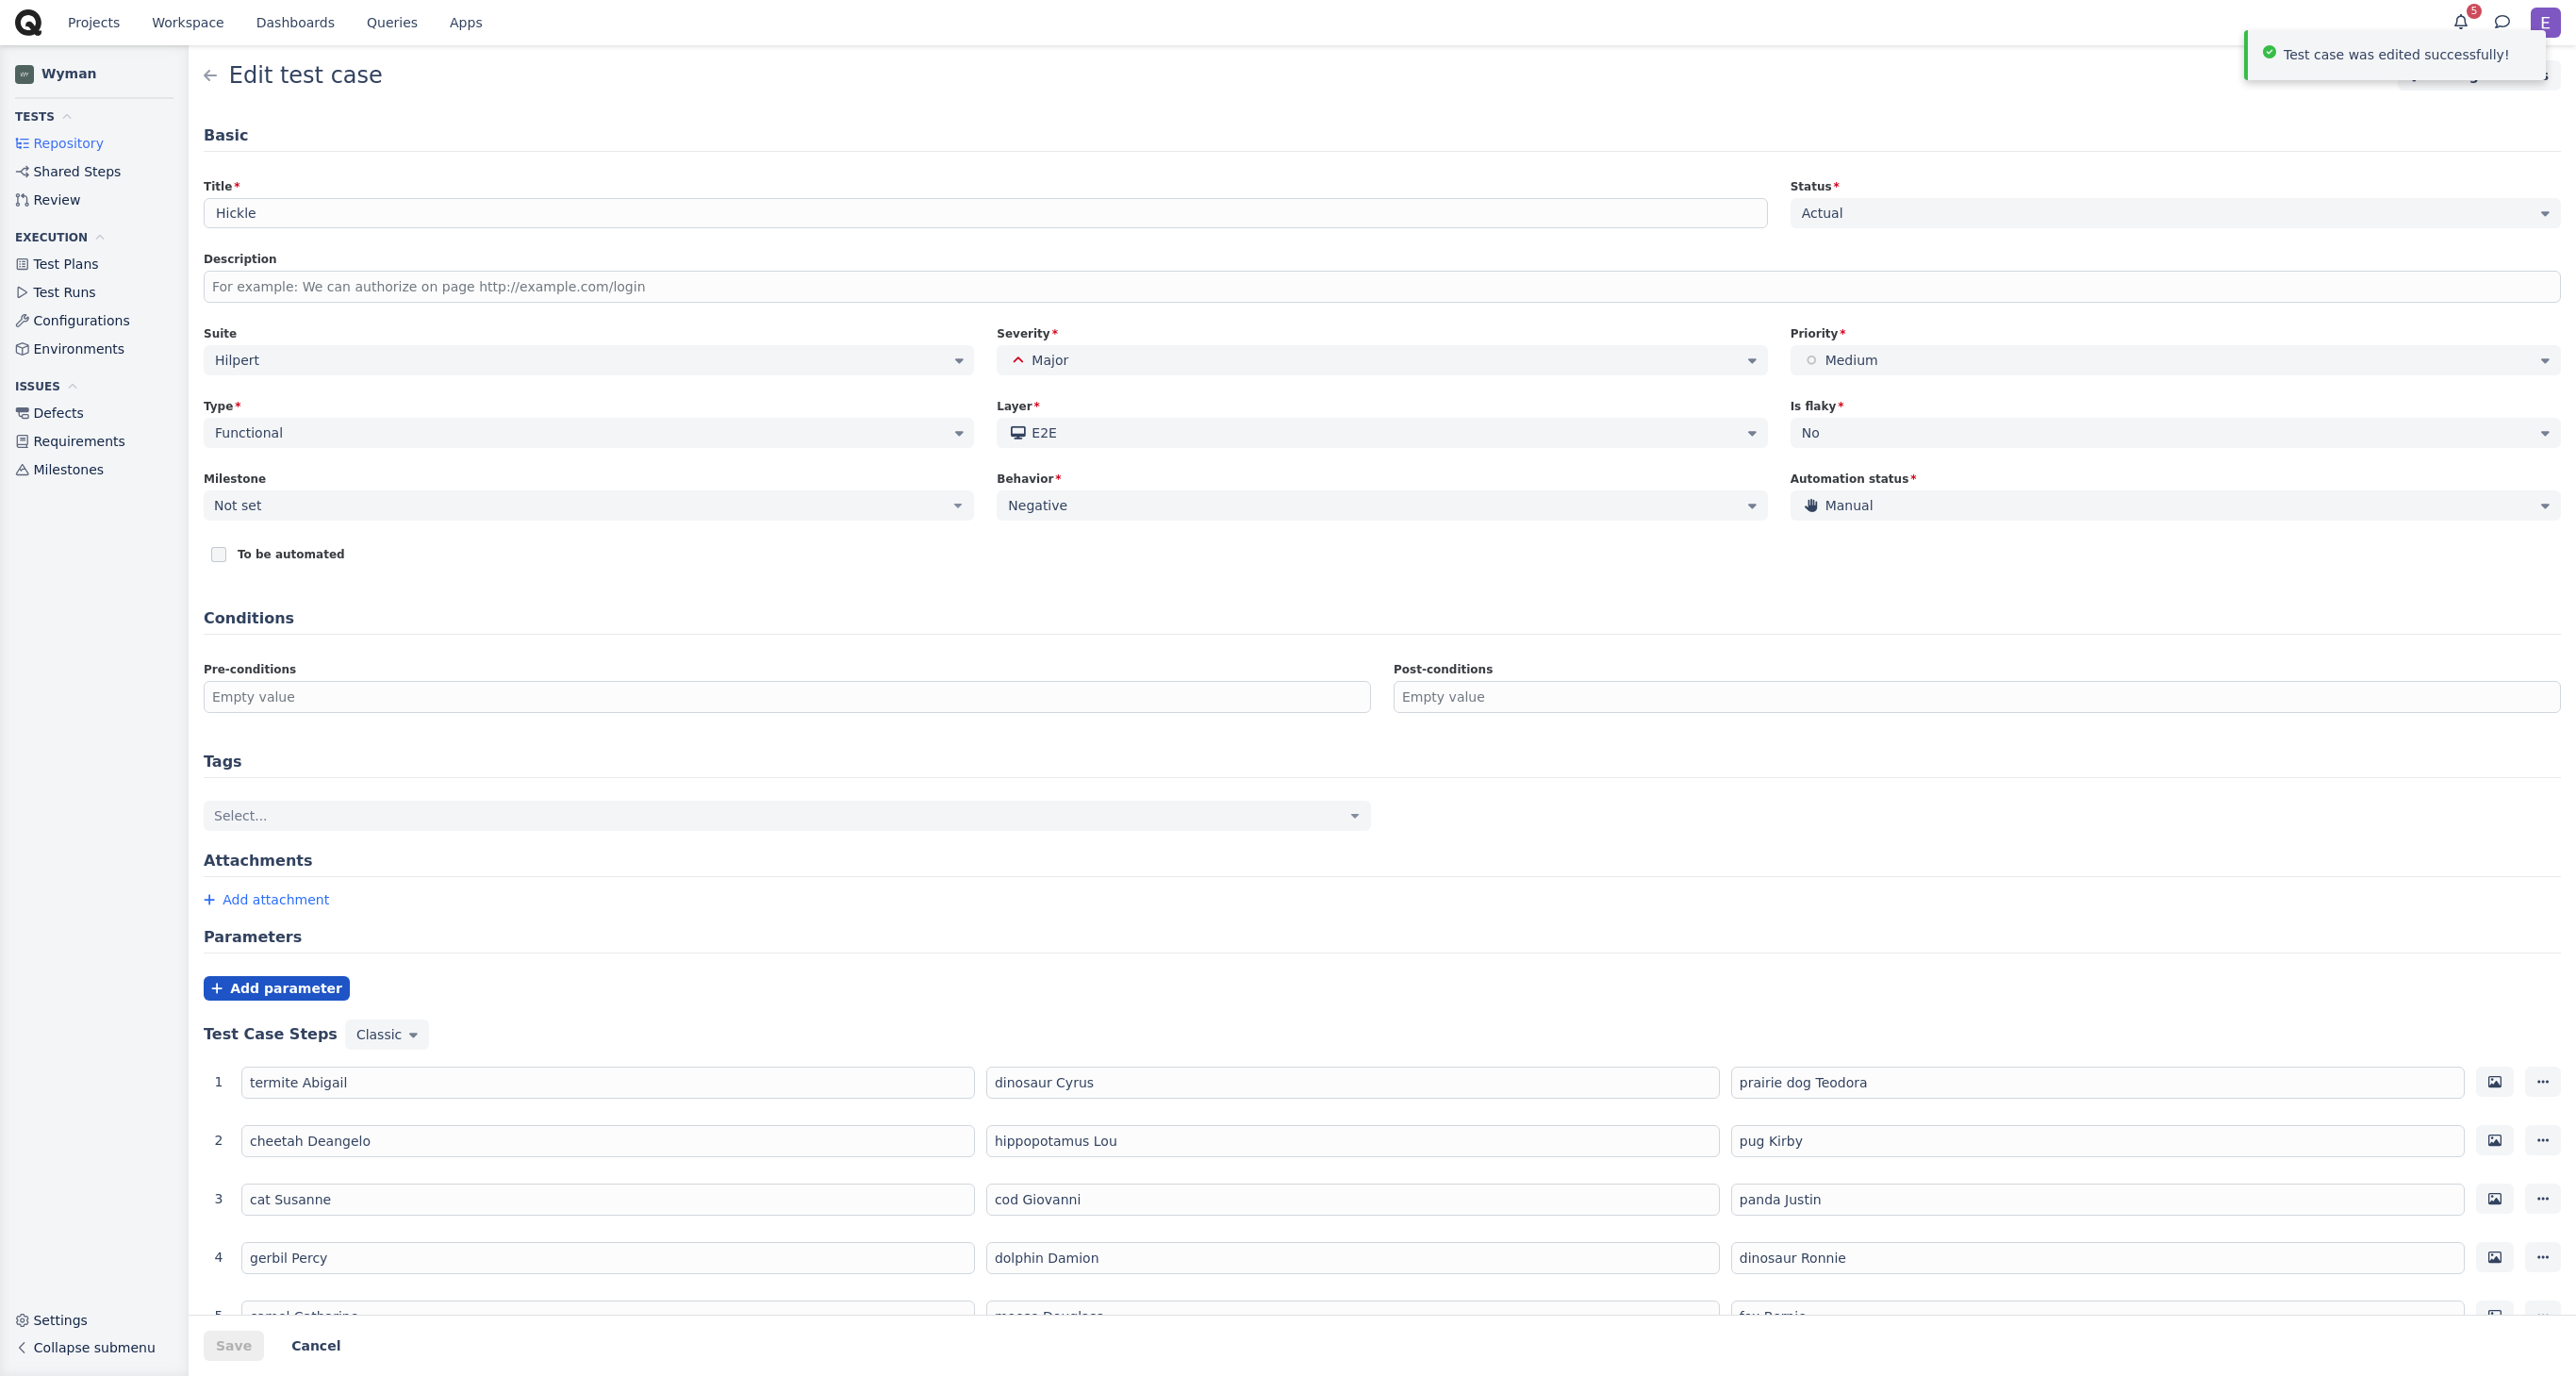 Projects Workspace Dashboards Queries Apps 5 E
Test case was edited successfully!
Wyman
TESTS
Repository
Shared Steps
Review
EXECUTION
Test Plans
Test Runs
Configurations
Environments
ISSUES
Defects
Requirements
Milestones
Settings
Collapse submenu
Edit test case
Basic
Title* Status*
Hickle Actual
Description
For example: We can authorize on page http://example.com/login
Suite Severity* Priority*
Hilpert Major Medium
Type* Layer* Is flaky*
Functional E2E No
Milestone Behavior* Automation status*
Not set Negative Manual
To be automated
Conditions
Pre-conditions Post-conditions
Empty value Empty value
Tags
Select...
Attachments
+ Add attachment
Parameters
+ Add parameter
Test Case Steps Classic
1 termite Abigail dinosaur Cyrus prairie dog Teodora
2 cheetah Deangelo hippopotamus Lou pug Kirby
3 cat Susanne cod Giovanni panda Justin
4 gerbil Percy dolphin Damion dinosaur Ronnie
Save Cancel